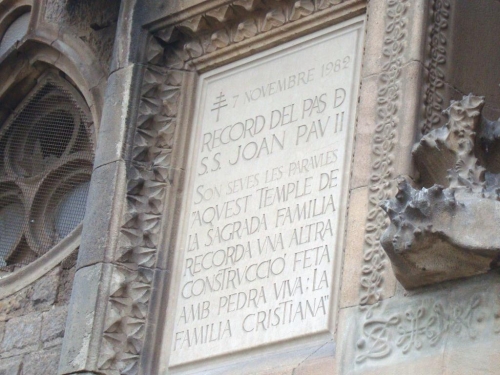 7 NOVEMBRE 1982
RECORD DEL PAS D
S.S. JOAN PAV II
SON SEVES LES PARAVLES
"AQVEST TEMPLE DE
LA SAGRADA FAMILIA
RECORDA VNA ALTRA
CONSTRVCCIÓ FETA
AMB PEDRA VIVA: LA
FAMILIA CRISTIANA"